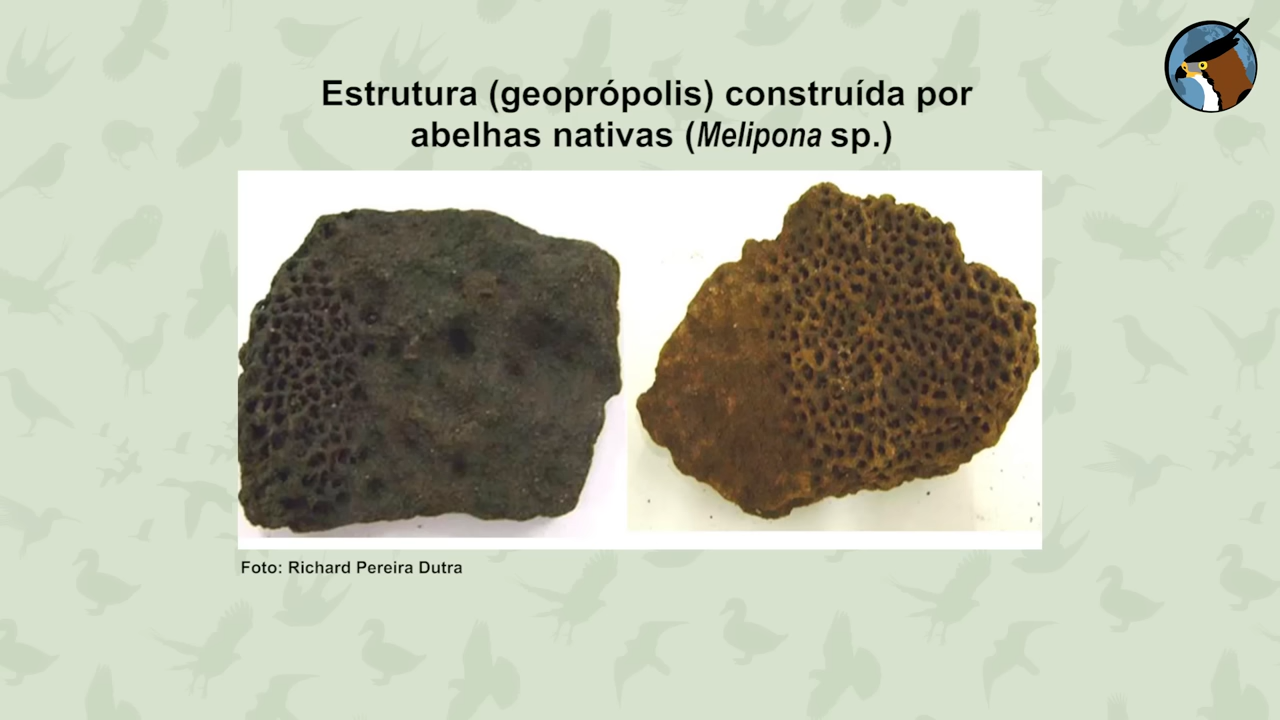 Estrutura (geoprópolis) construída por
abelhas nativas (Melipona sp.)
Foto: Richard Pereira Dutra